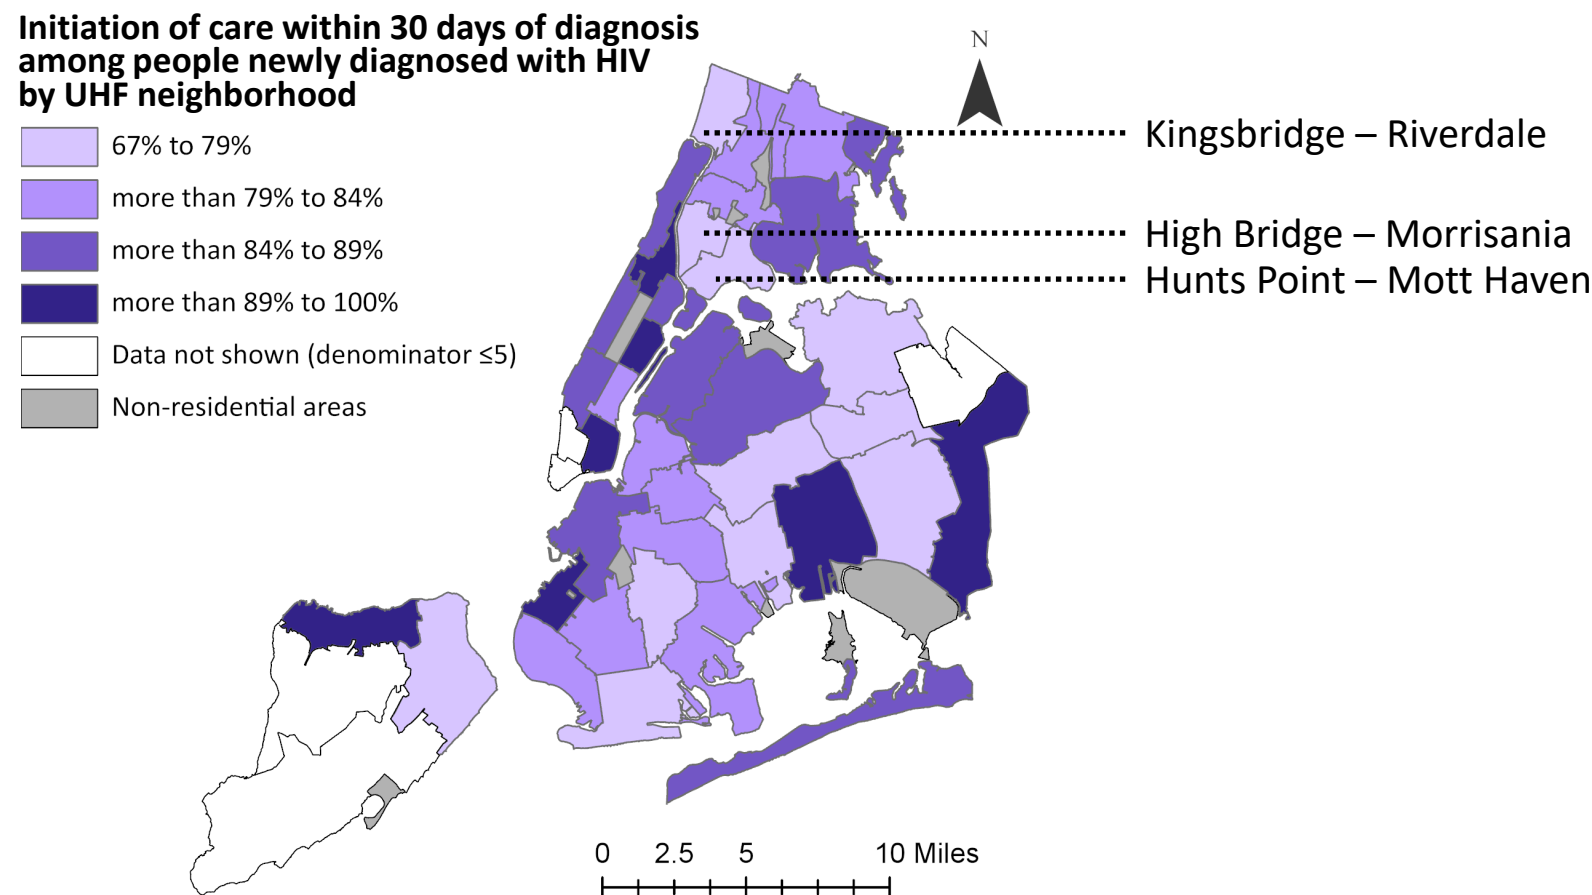 Initiation of care within 30 days of diagnosis
among people newly diagnosed with HIV
by UHF neighborhood
67% to 79%
more than 79% to 84%
more than 84% to 89%
more than 89% to 100%
Data not shown (denominator ≤5)
Non-residential areas
N
Kingsbridge – Riverdale
High Bridge – Morrisania
Hunts Point – Mott Haven
0 2.5 5 10 Miles